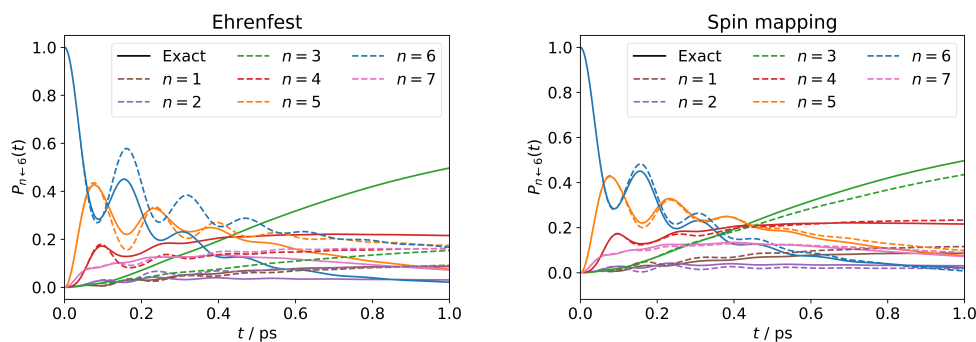 Ehrenfest
P_{n←6}(t)
1.0
0.8
0.6
0.4
0.2
0.0
Exact
n = 1
n = 2
n = 3
n = 4
n = 5
n = 6
n = 7
0.0 0.2 0.4 0.6 0.8 1.0
t / ps
Spin mapping
P_{n←6}(t)
1.0
0.8
0.6
0.4
0.2
0.0
Exact
n = 1
n = 2
n = 3
n = 4
n = 5
n = 6
n = 7
0.0 0.2 0.4 0.6 0.8 1.0
t / ps